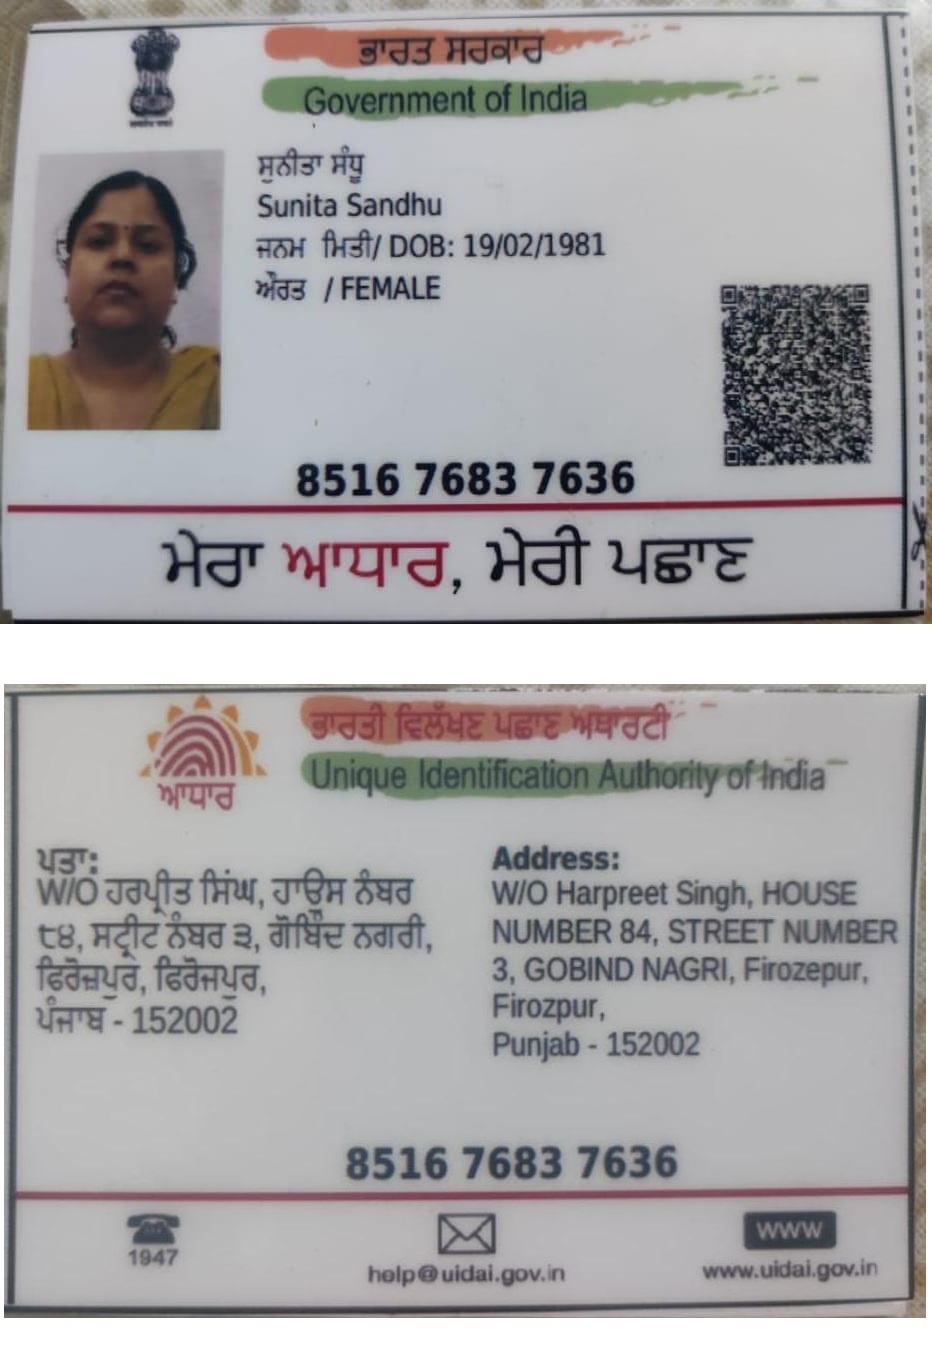 ਭਾਰਤ ਸਰਕਾਰ
Government of India
ਸੁਨੀਤਾ ਸੰਧੂ
Sunita Sandhu
ਜਨਮ ਮਿਤੀ/ DOB: 19/02/1981
ਔਰਤ / FEMALE
8516 7683 7636
ਮੇਰਾ ਆਧਾਰ, ਮੇਰੀ ਪਛਾਣ
ਭਾਰਤੀ ਵਿਲੱਖਣ ਪਛਾਣ ਅਥਾਰਟੀ
Unique Identification Authority of India
ਆਧਾਰ
ਪਤਾ:
W/O ਹਰਪ੍ਰੀਤ ਸਿੰਘ, ਹਾਊਸ ਨੰਬਰ
੮੪, ਸਟ੍ਰੀਟ ਨੰਬਰ ੩, ਗੋਬਿੰਦ ਨਗਰੀ,
ਫਿਰੋਜ਼ਪੁਰ, ਫਿਰੋਜਪੁਰ,
ਪੰਜਾਬ - 152002
Address:
W/O Harpreet Singh, HOUSE
NUMBER 84, STREET NUMBER
3, GOBIND NAGRI, Firozepur,
Firozpur,
Punjab - 152002
8516 7683 7636
1947
help@uidai.gov.in
www
www.uidai.gov.in